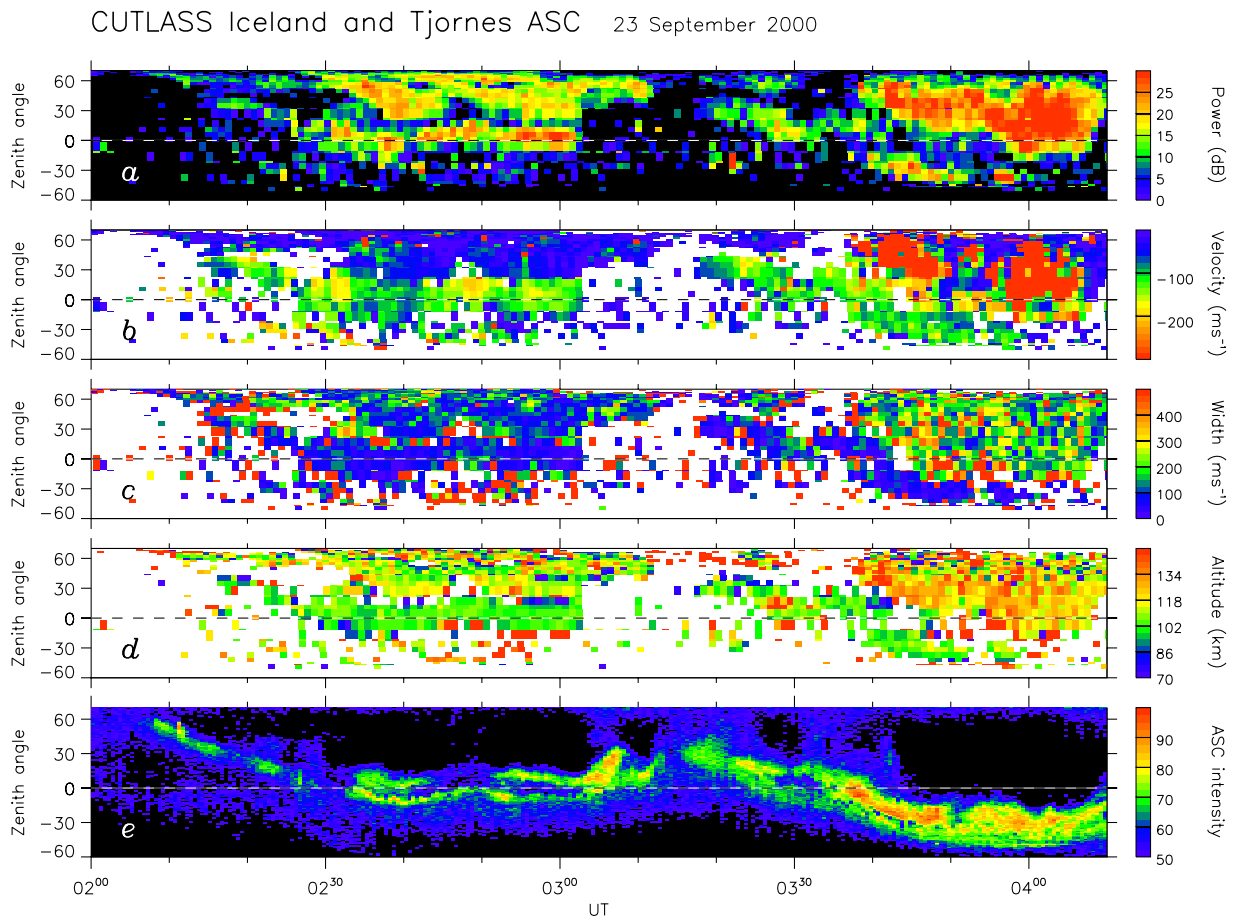 CUTLASS Iceland and Tjornes ASC 23 September 2000
Zenith angle
60
30
0
−30
−60
a
25
20
15
10
5
0
Power (dB)
Zenith angle
60
30
0
−30
−60
b
−100
−200
Velocity (ms⁻¹)
Zenith angle
60
30
0
−30
−60
c
400
300
200
100
0
Width (ms⁻¹)
Zenith angle
60
30
0
−30
−60
d
134
118
102
86
70
Altitude (km)
Zenith angle
60
30
0
−30
−60
e
90
80
70
60
50
ASC intensity
02⁰⁰ 02³⁰ 03⁰⁰ 03³⁰ 04⁰⁰
UT